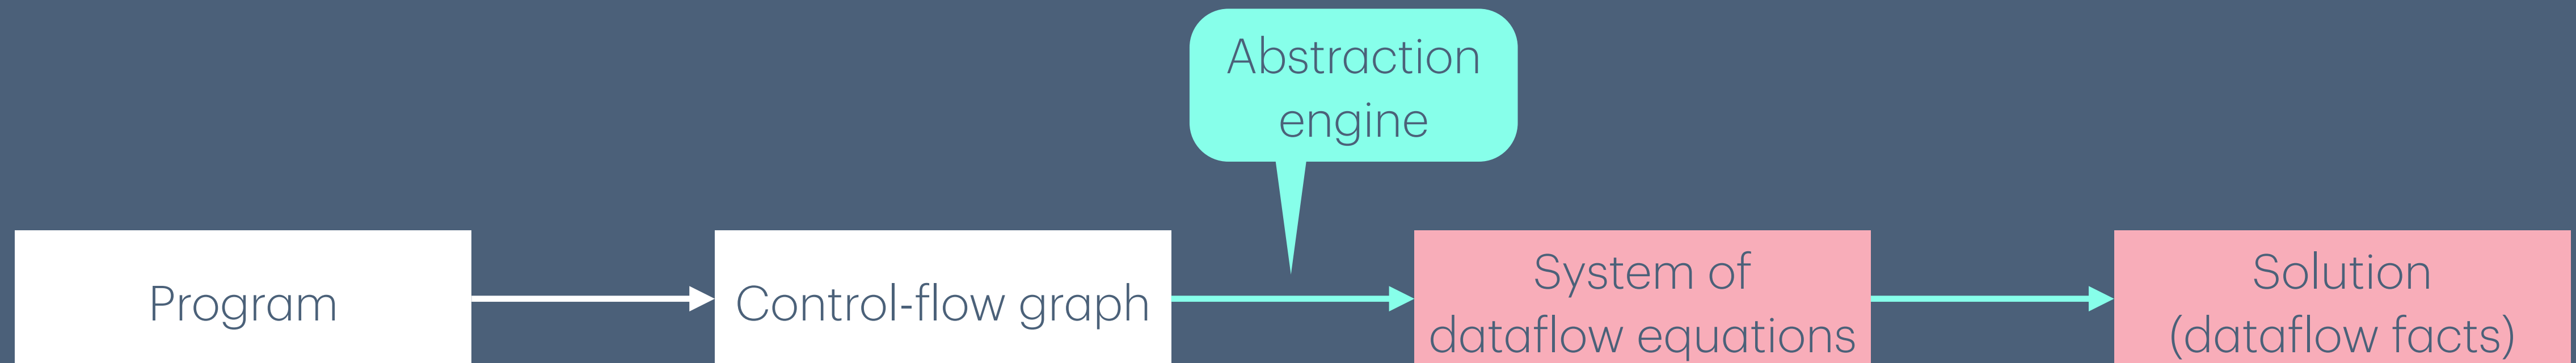 Abstraction
engine
Program
Control-flow graph
System of
dataflow equations
Solution
(dataflow facts)